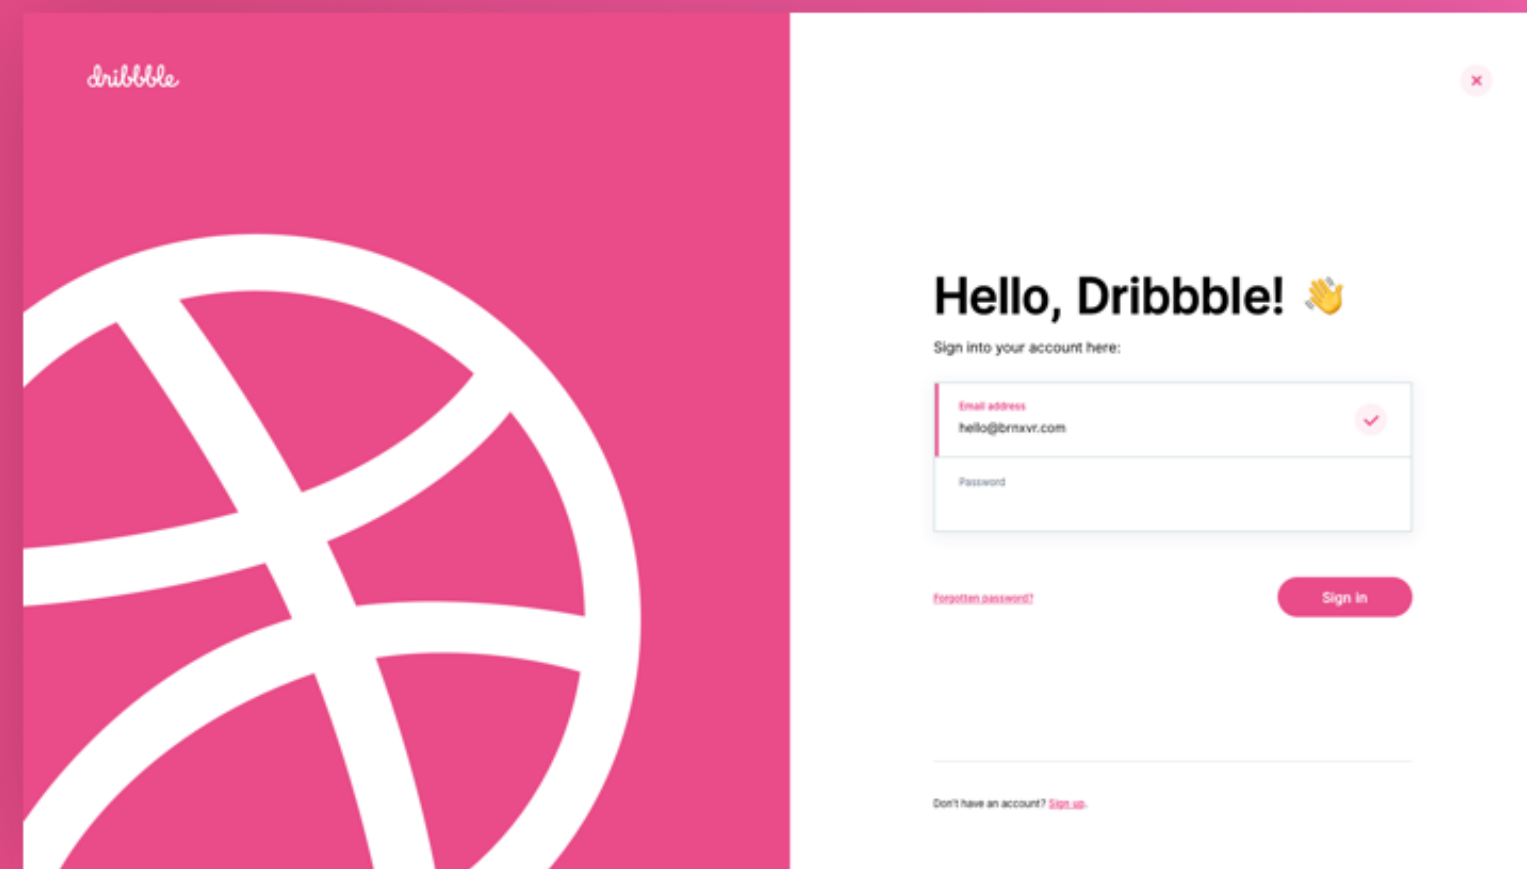 dribbble
Hello, Dribbble! 👋
Sign into your account here:
Email address
hello@brnxvr.com
Password
Forgotten password?
Sign in
Don't have an account? Sign up.